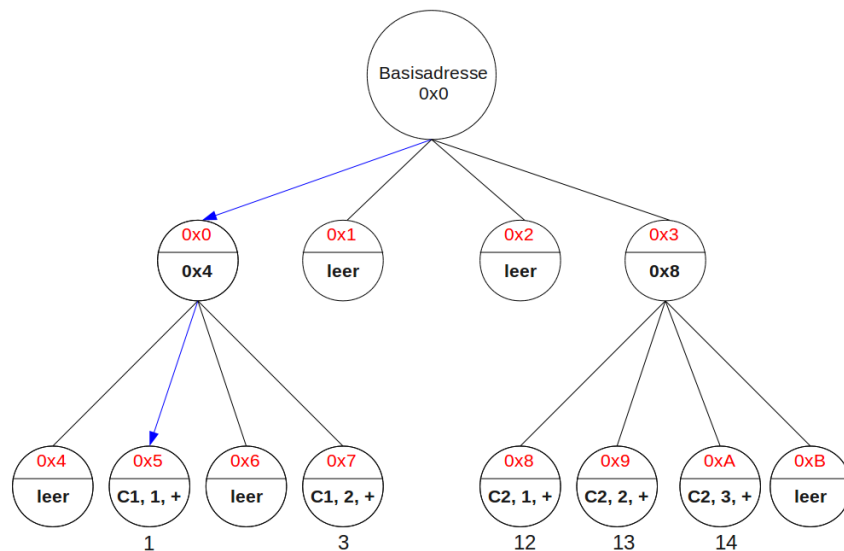 Basisadresse
0x0
0x0 0x1 0x2 0x3
0x4 leer leer 0x8
0x4 0x5 0x6 0x7 0x8 0x9 0xA 0xB
leer C1, 1, + leer C1, 2, + C2, 1, + C2, 2, + C2, 3, + leer
1 3 12 13 14